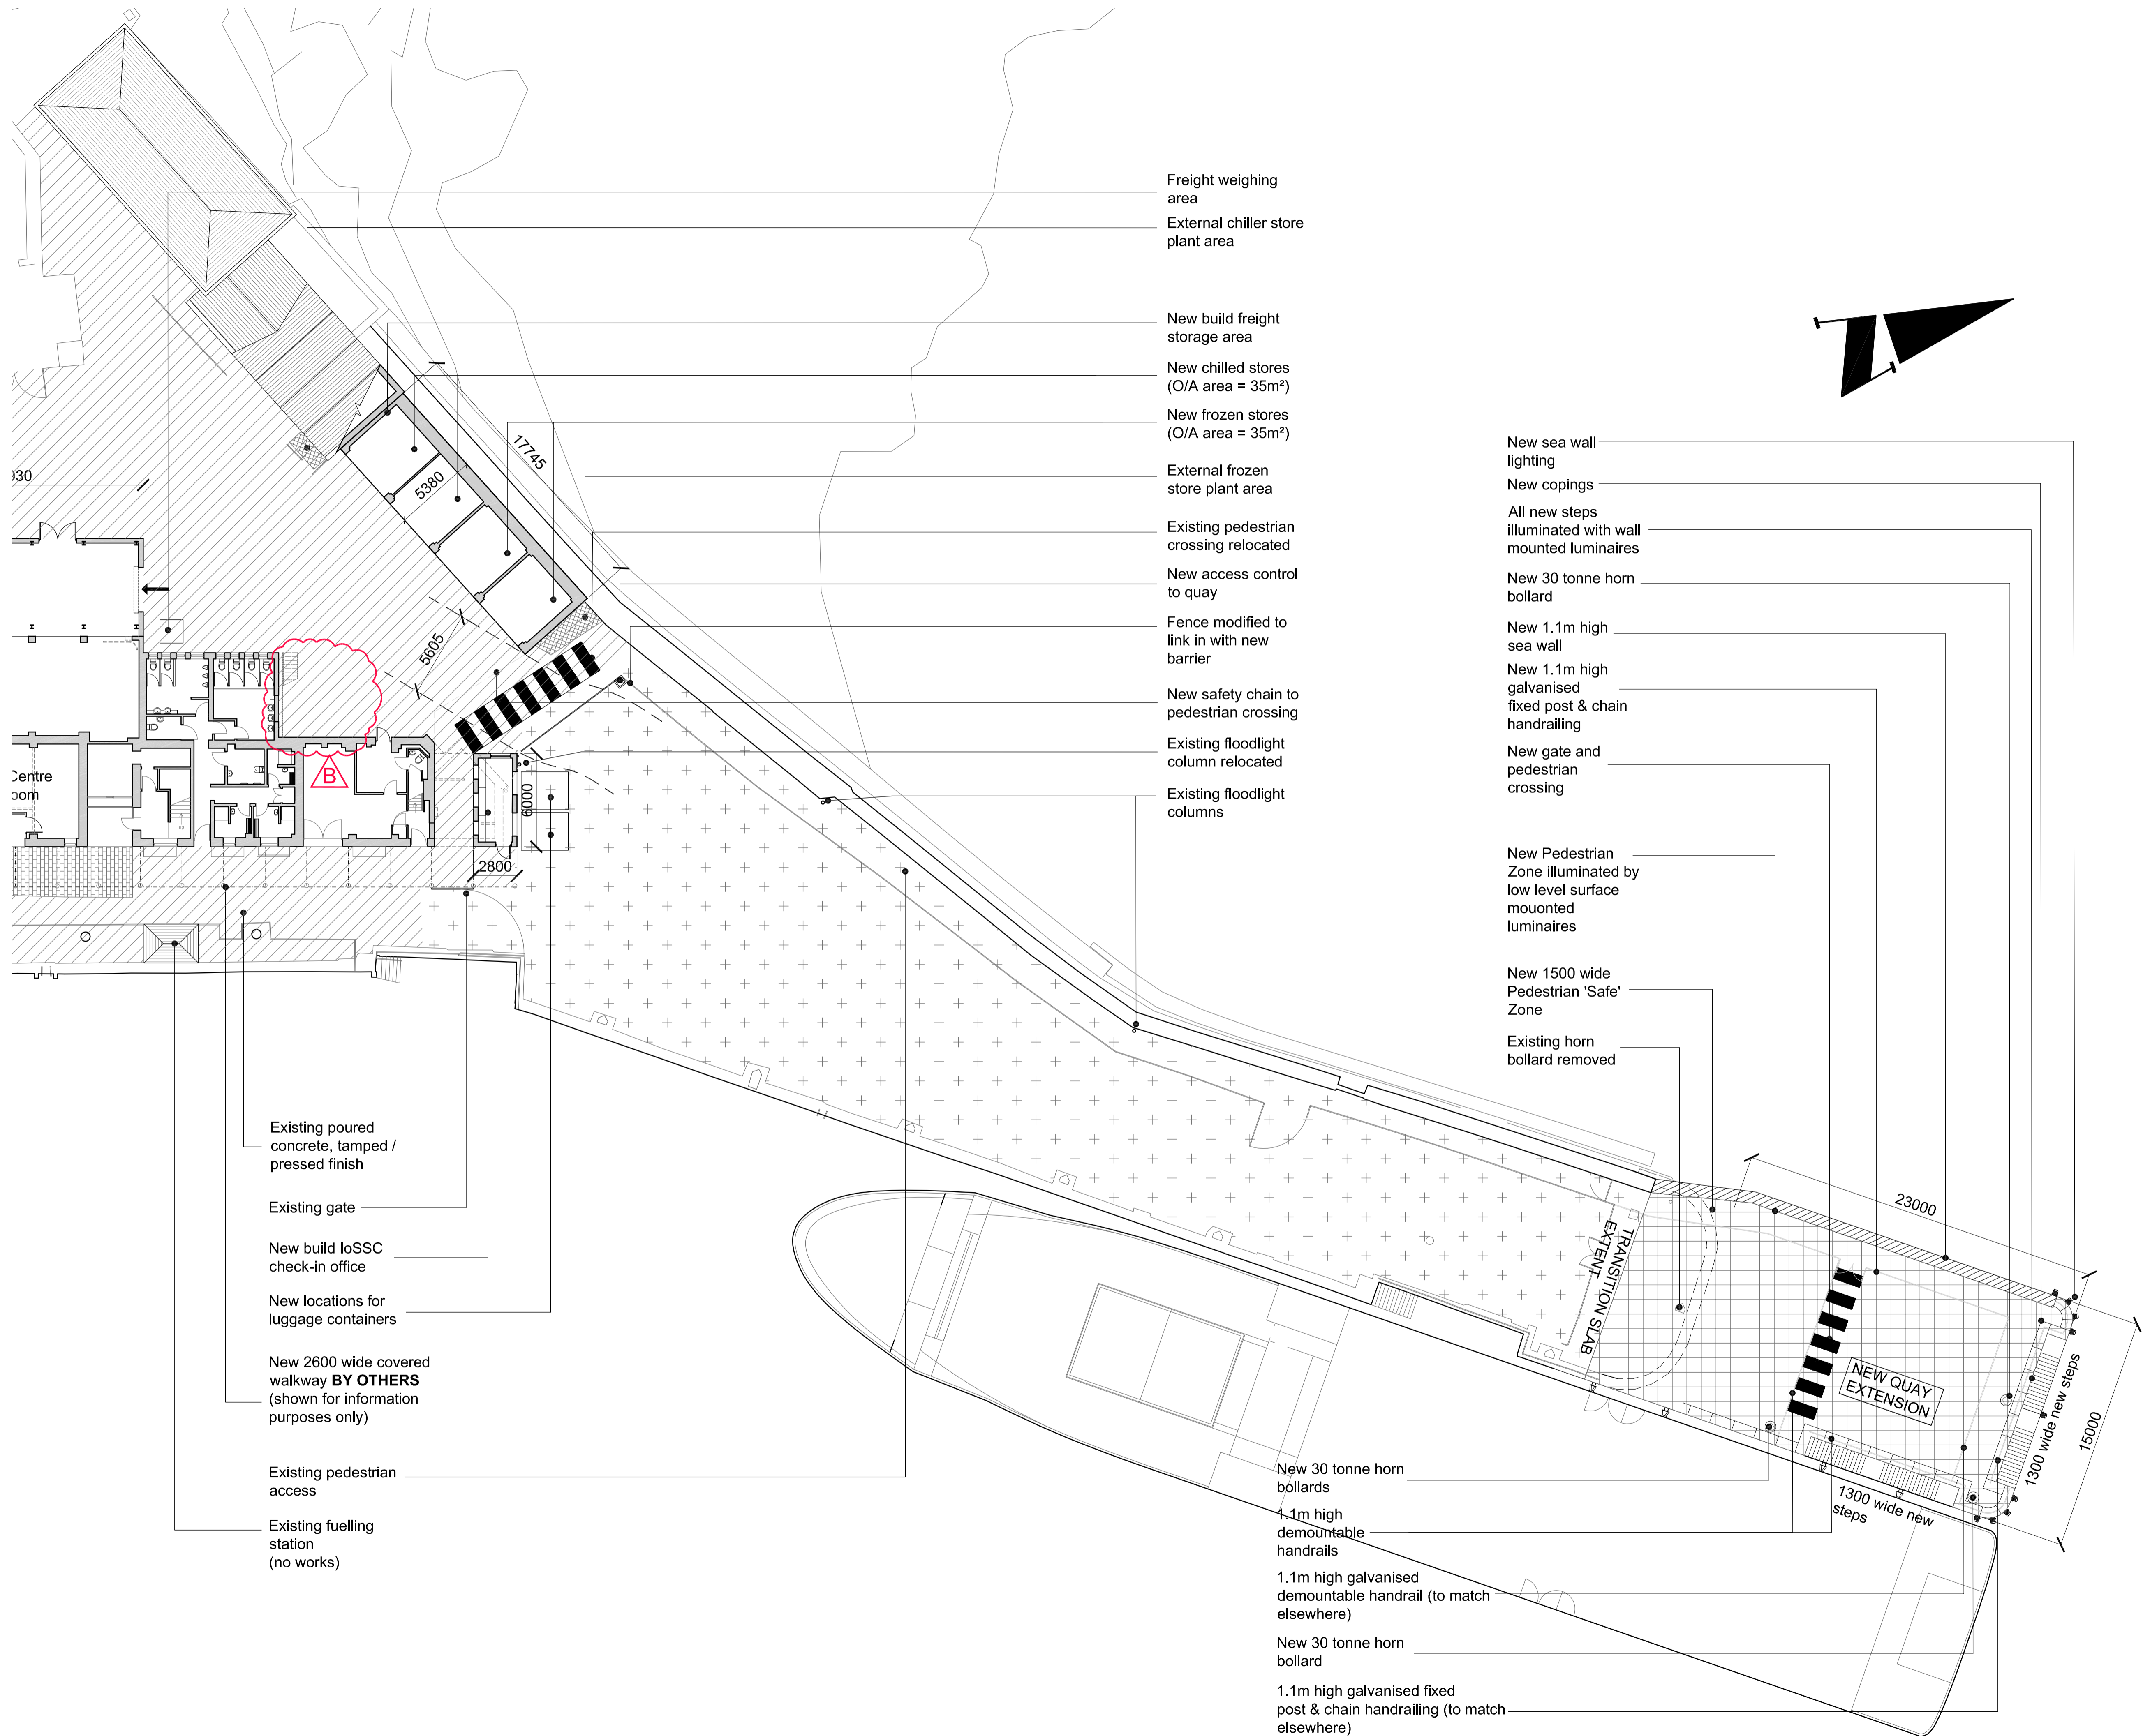 Freight weighing
area
External chiller store
plant area
New build freight
storage area
New chilled stores
(O/A area = 35m²)
New frozen stores
(O/A area = 35m²)
External frozen
store plant area
Existing pedestrian
crossing relocated
New access control
to quay
Fence modified to
link in with new
barrier
New safety chain to
pedestrian crossing
Existing floodlight
column relocated
Existing floodlight
columns
New sea wall
lighting
New copings
All new steps
illuminated with wall
mounted luminaires
New 30 tonne horn
bollard
New 1.1m high
sea wall
New 1.1m high
galvanised
fixed post & chain
handrailing
New gate and
pedestrian
crossing
New Pedestrian
Zone illuminated by
low level surface
mouonted
luminaires
New 1500 wide
Pedestrian 'Safe'
Zone
Existing horn
bollard removed
17745
5380
5605
6000
2800
B
Centre
23000
15000
TRANSITION SLAB
EXTENT
NEW QUAY
EXTENSION
1300 wide new steps
1300 wide new
steps
Existing poured
concrete, tamped /
pressed finish
Existing gate
New build IoSSC
check-in office
New locations for
luggage containers
New 2600 wide covered
walkway BY OTHERS
(shown for information
purposes only)
Existing pedestrian
access
Existing fuelling
station
(no works)
New 30 tonne horn
bollards
1.1m high
demountable
handrails
1.1m high galvanised
demountable handrail (to match
elsewhere)
New 30 tonne horn
bollard
1.1m high galvanised fixed
post & chain handrailing (to match
elsewhere)